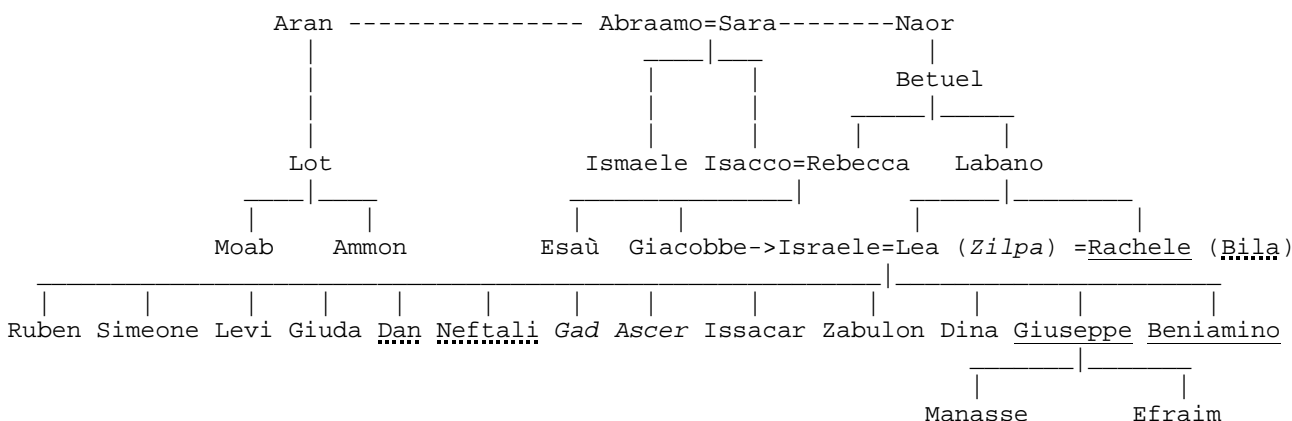 Aran ---------------- Abraamo=Sara--------Naor
Betuel
Lot Ismaele Isacco=Rebecca Labano
Moab Ammon Esaù Giacobbe->Israele=Lea (Zilpa) =Rachele (Bila)
Ruben Simeone Levi Giuda Dan Neftali Gad Ascer Issacar Zabulon Dina Giuseppe Beniamino
Manasse Efraim